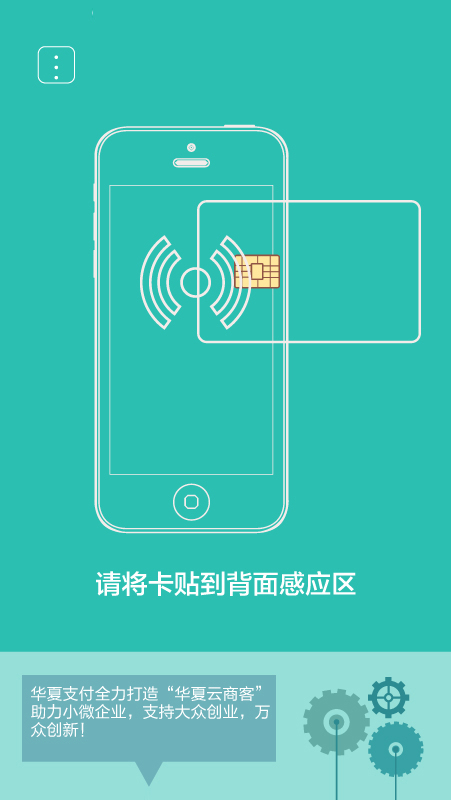 请将卡贴到背面感应区
华夏支付全力打造“华夏云商客”
助力小微企业，支持大众创业，万
众创新！